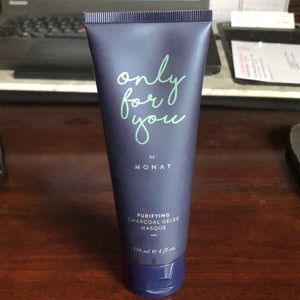 only
for
you
by
MONAT
PURIFYING
CHARCOAL GELÉE
MASQUE
118 ml e 4 fl. oz.